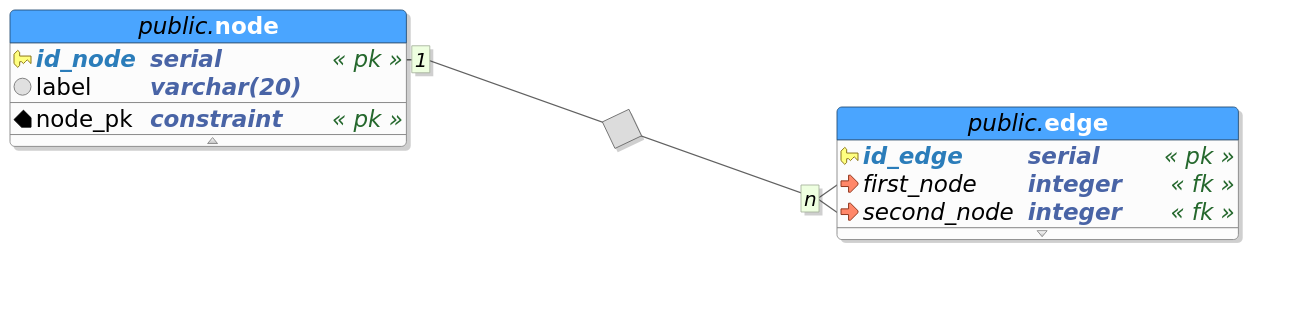 public.node
id_node serial « pk »
label varchar(20)
node_pk constraint « pk »
1
n
public.edge
id_edge serial « pk »
first_node integer « fk »
second_node integer « fk »